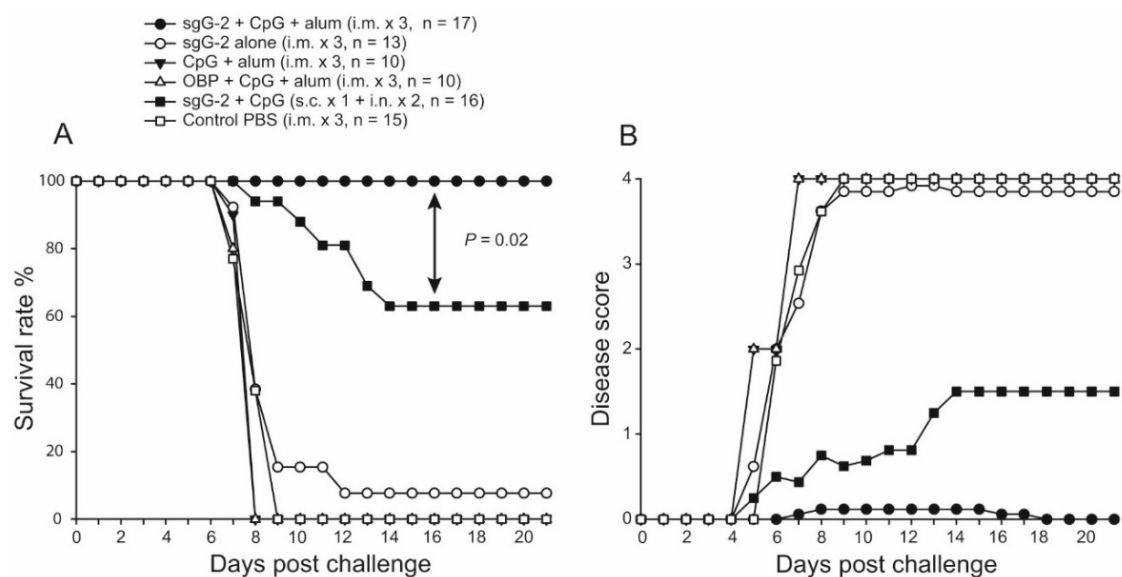 sgG-2 + CpG + alum (i.m. x 3, n = 17)
sgG-2 alone (i.m. x 3, n = 13)
CpG + alum (i.m. x 3, n = 10)
OBP + CpG + alum (i.m. x 3, n = 10)
sgG-2 + CpG (s.c. x 1 + i.n. x 2, n = 16)
Control PBS (i.m. x 3, n = 15)
A
100
80
60
40
20
0
Survival rate %
P = 0.02
0 2 4 6 8 10 12 14 16 18 20
Days post challenge
B
4
3
2
1
0
Disease score
0 2 4 6 8 10 12 14 16 18 20
Days post challenge